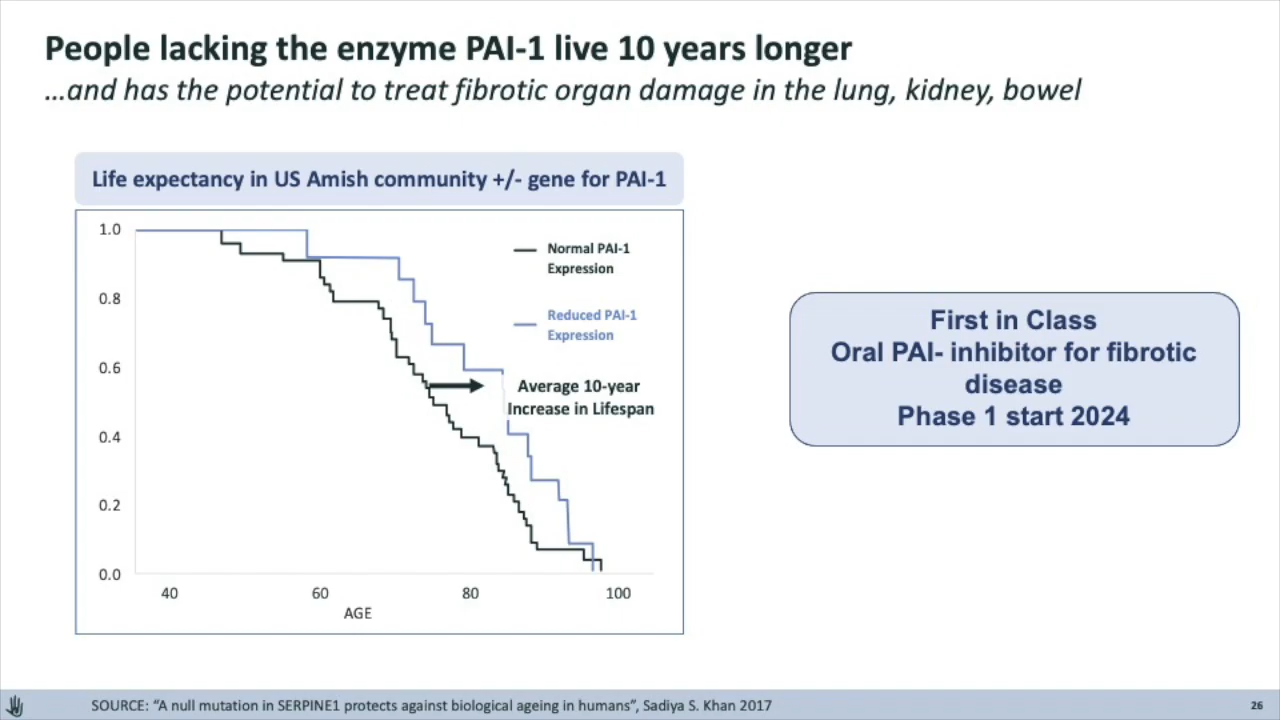 People lacking the enzyme PAI-1 live 10 years longer
...and has the potential to treat fibrotic organ damage in the lung, kidney, bowel
Life expectancy in US Amish community +/- gene for PAI-1
1.0
0.8
0.6
0.4
0.2
0.0
40 60 80 100
AGE
Normal PAI-1
Expression
Reduced PAI-1
Expression
Average 10-year
Increase in Lifespan
First in Class
Oral PAI- inhibitor for fibrotic
disease
Phase 1 start 2024
SOURCE: “A null mutation in SERPINE1 protects against biological ageing in humans”, Sadiya S. Khan 2017
26